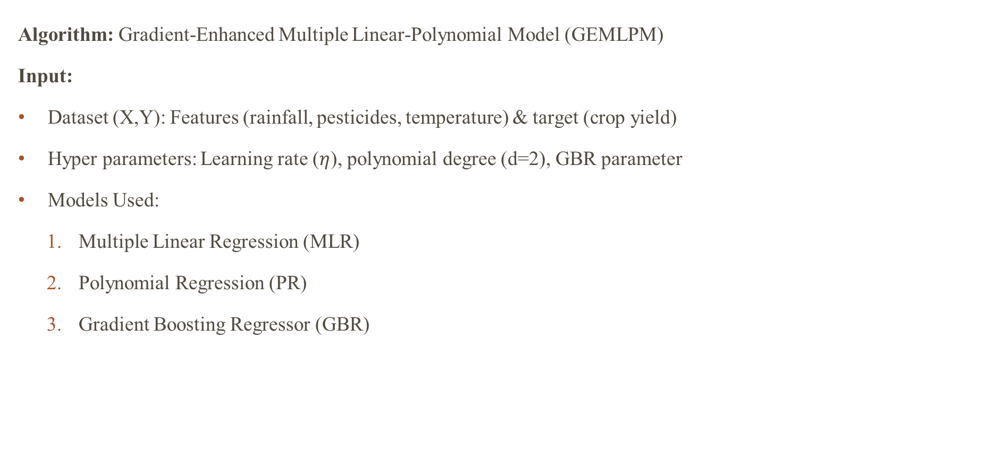 Algorithm: Gradient-Enhanced Multiple Linear-Polynomial Model (GEMLPM)
Input:
• Dataset (X,Y): Features (rainfall, pesticides, temperature) & target (crop yield)
• Hyper parameters: Learning rate (η), polynomial degree (d=2), GBR parameter
• Models Used:
1. Multiple Linear Regression (MLR)
2. Polynomial Regression (PR)
3. Gradient Boosting Regressor (GBR)